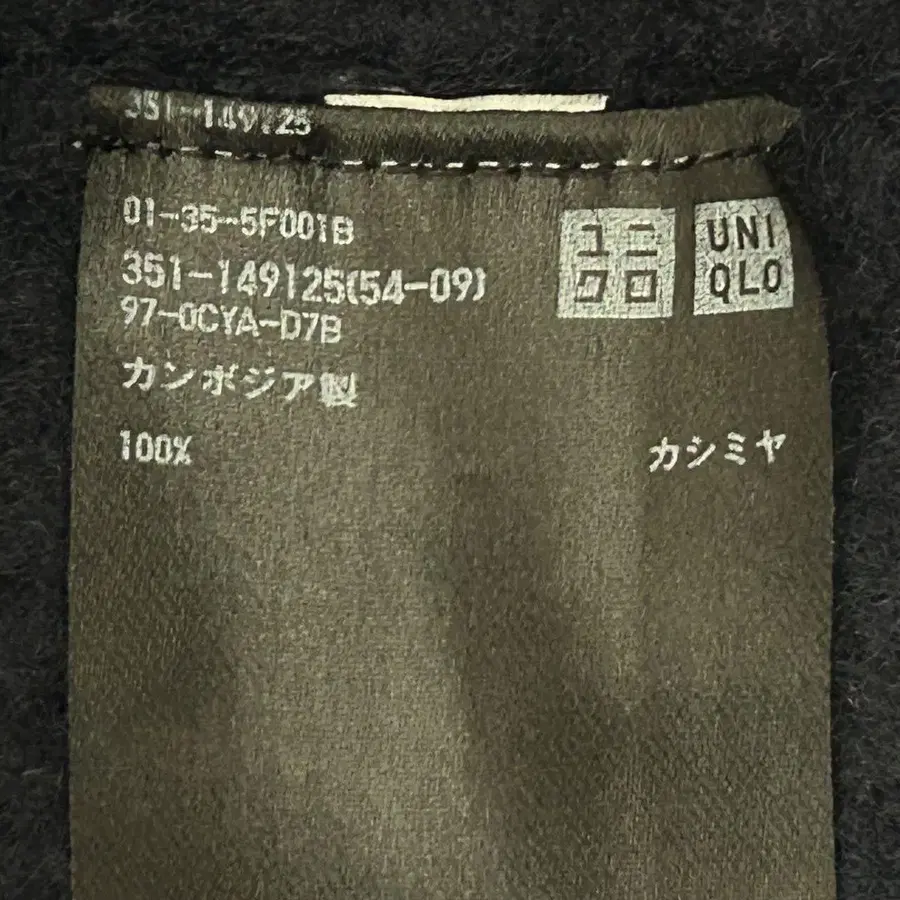 351-149125
01-35-5F001B
351-149125(54-09)
97-0CYA-D7B
カンボジア製
100% カシミヤ
ユニ
クロ
UNI
QLO